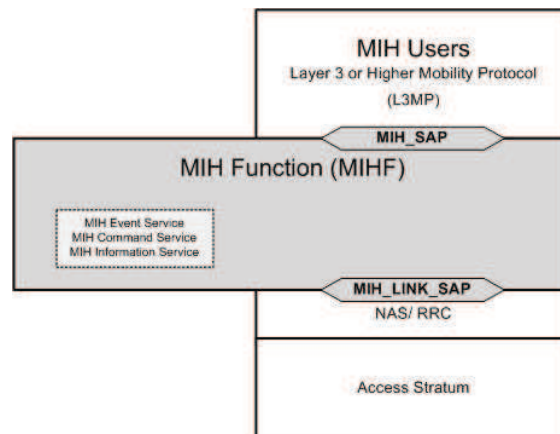 MIH Users
Layer 3 or Higher Mobility Protocol
(L3MP)
MIH_SAP
MIH Function (MIHF)
MIH Event Service
MIH Command Service
MIH Information Service
MIH_LINK_SAP
NAS/ RRC
Access Stratum